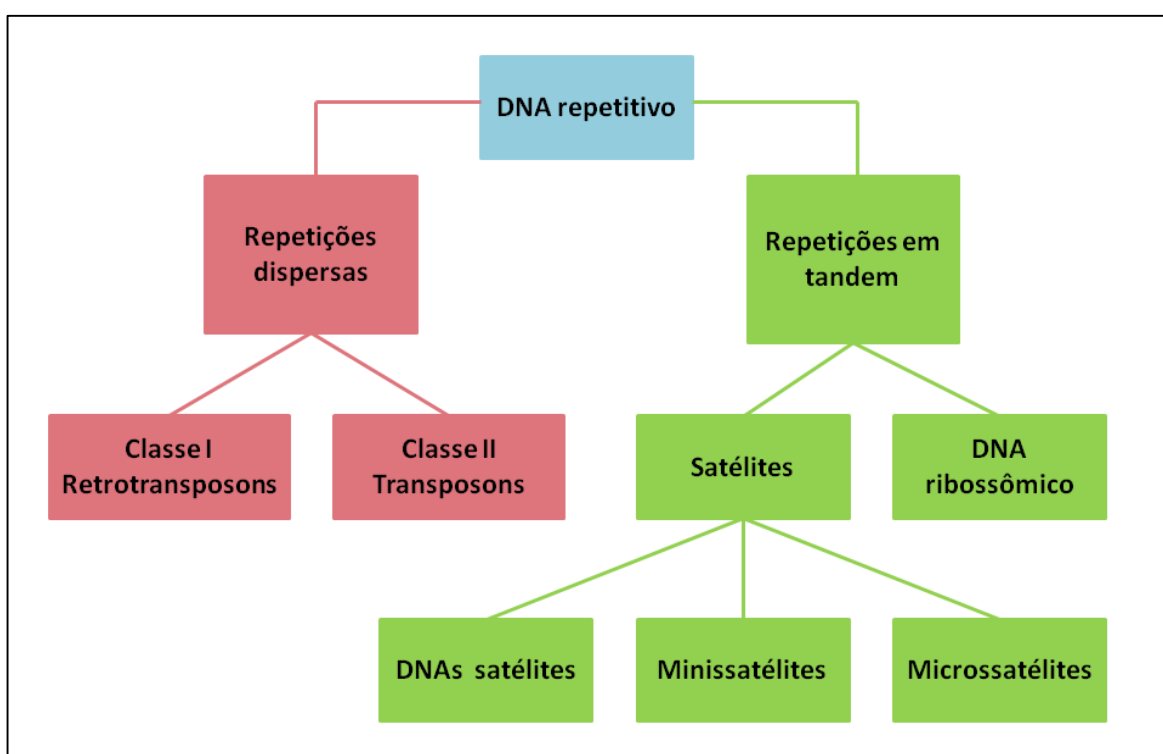 DNA repetitivo
Repetições
dispersas
Repetições em
tandem
Classe I
Retrotransposons
Classe II
Transposons
Satélites
DNA
ribossômico
DNAs satélites
Minissatélites
Microssatélites